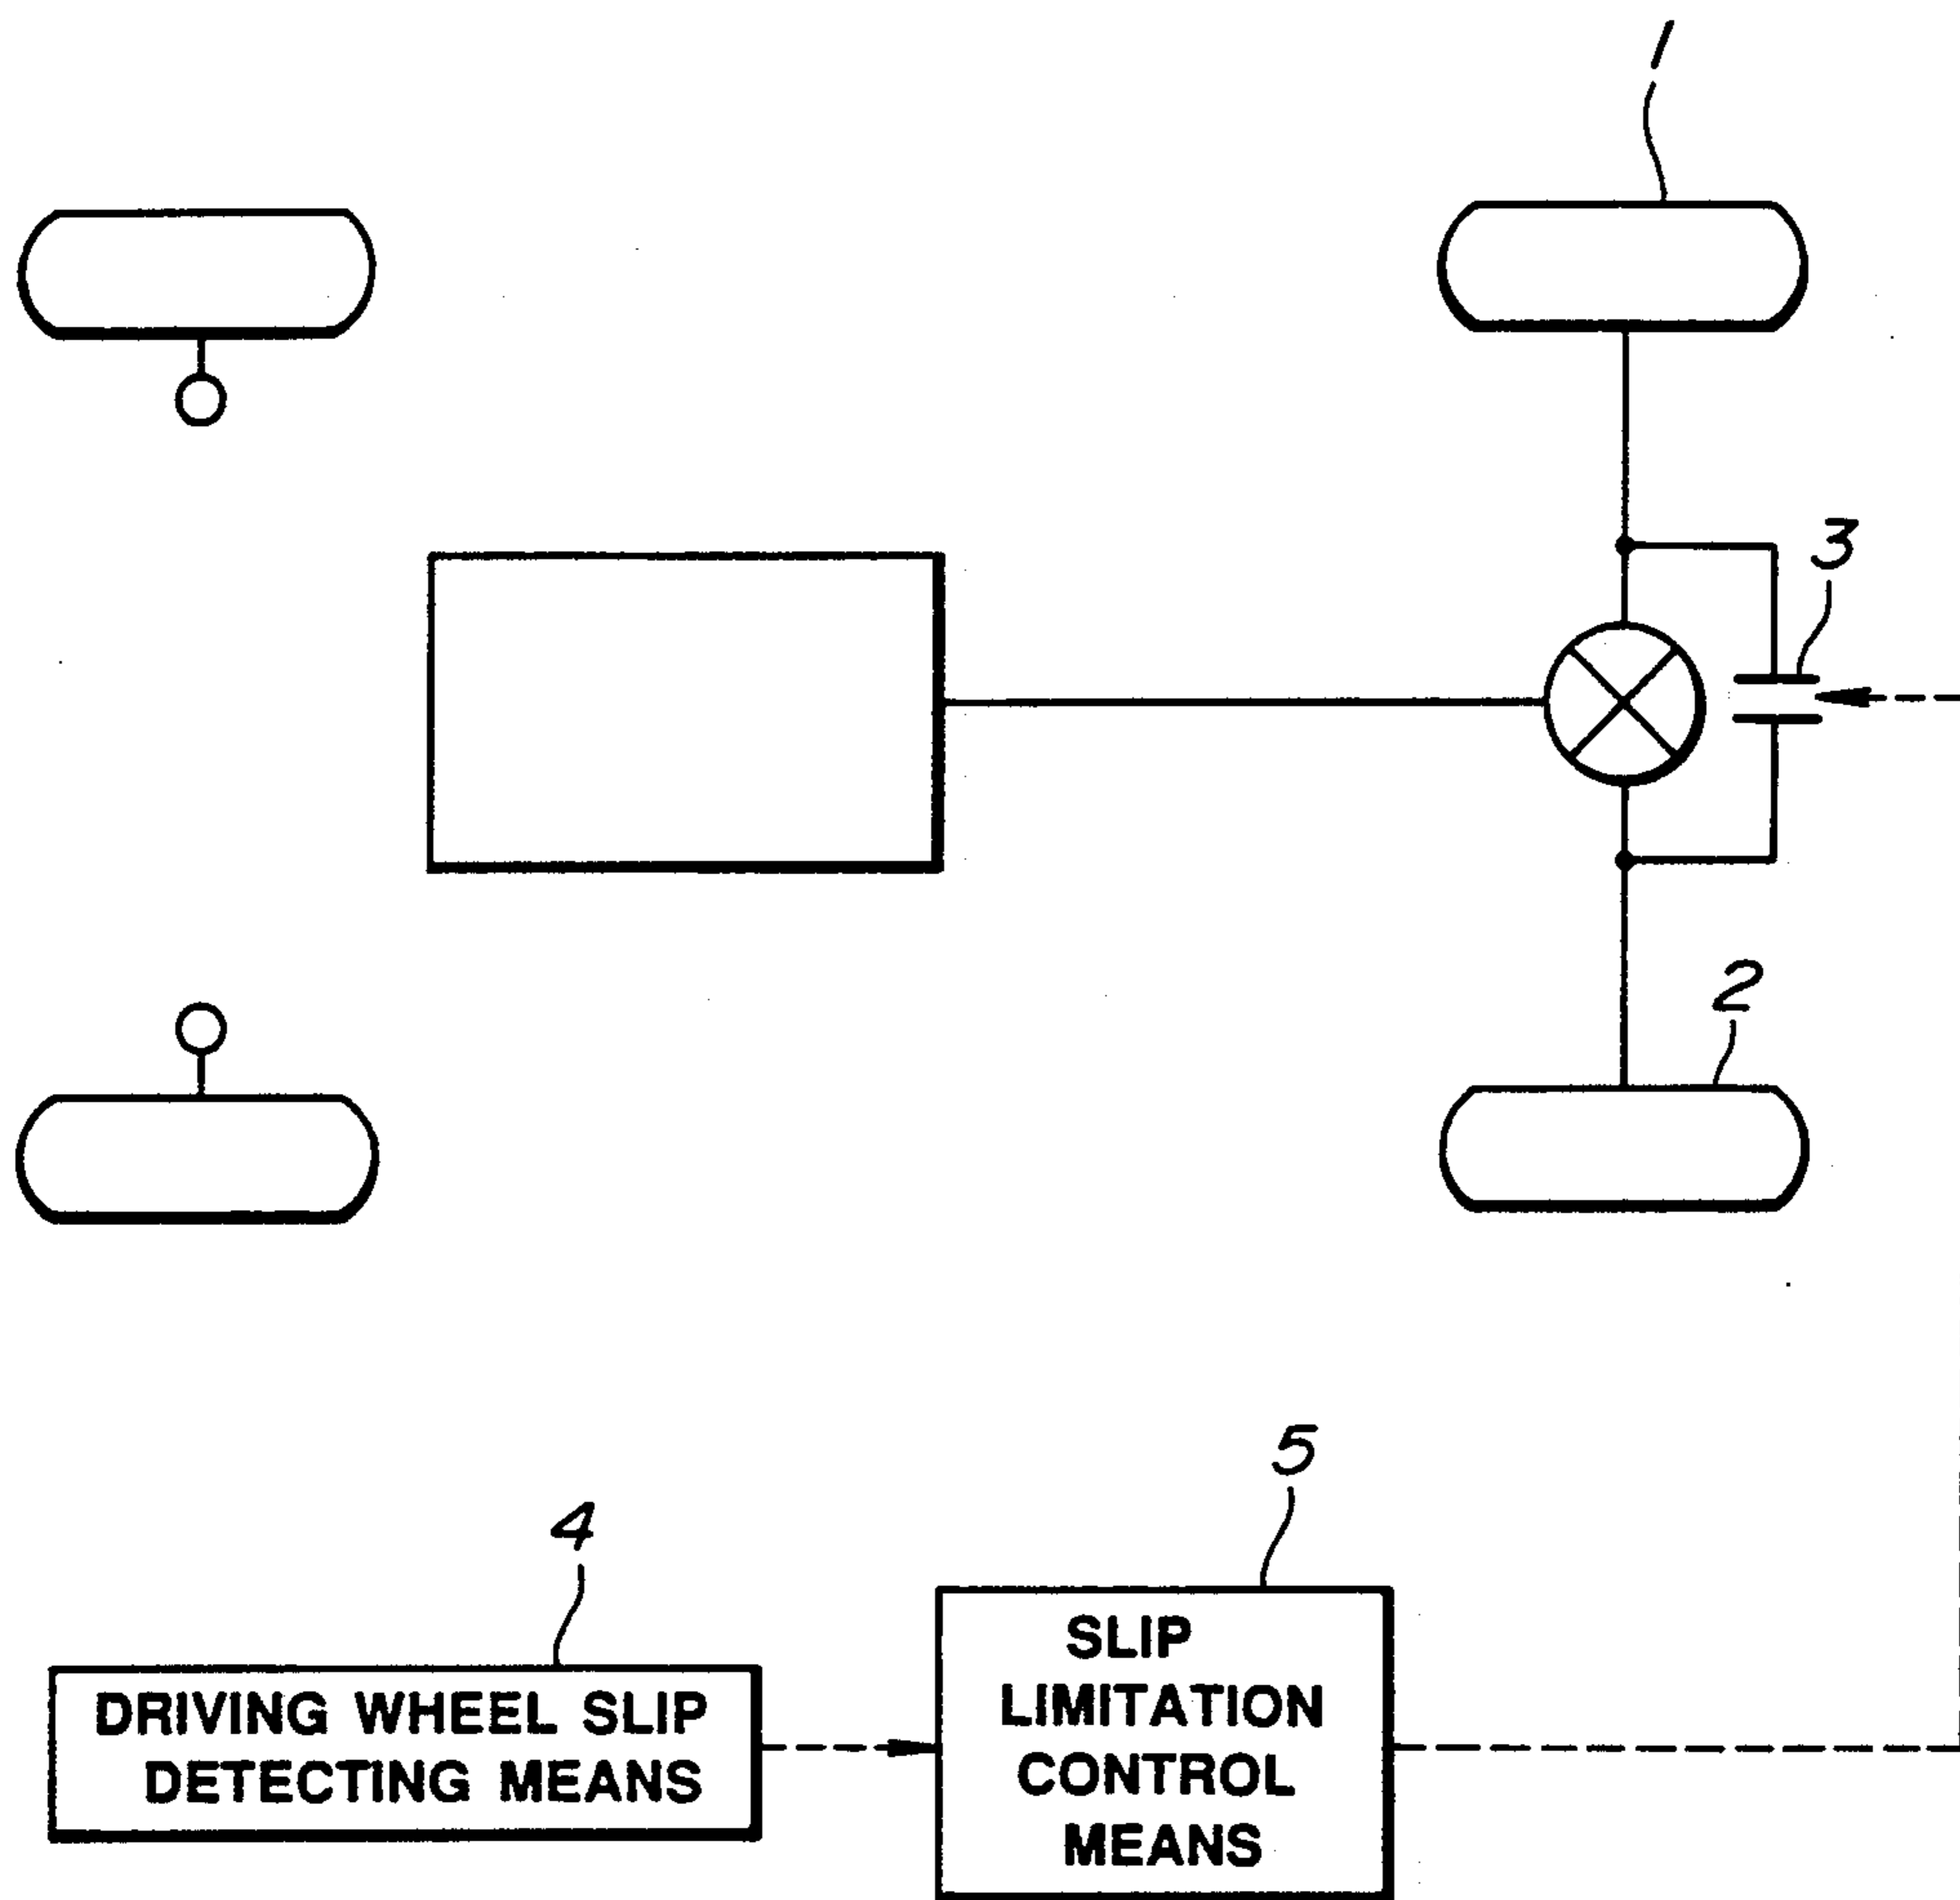 1
3
2
5
4
SLIP
LIMITATION
CONTROL
MEANS
DRIVING WHEEL SLIP
DETECTING MEANS